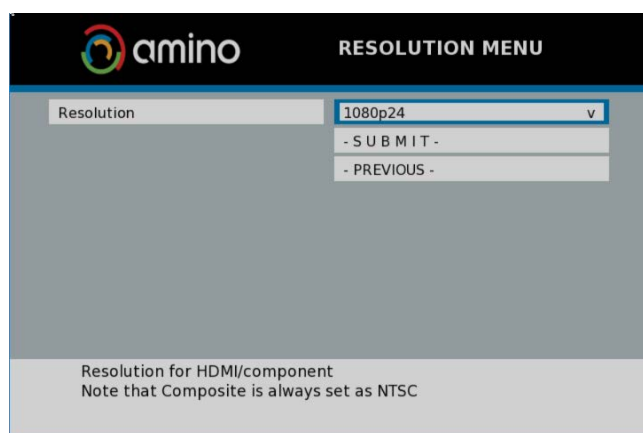 amino
RESOLUTION MENU
Resolution
1080p24 v
- S U B M I T -
- PREVIOUS -
Resolution for HDMI/component
Note that Composite is always set as NTSC